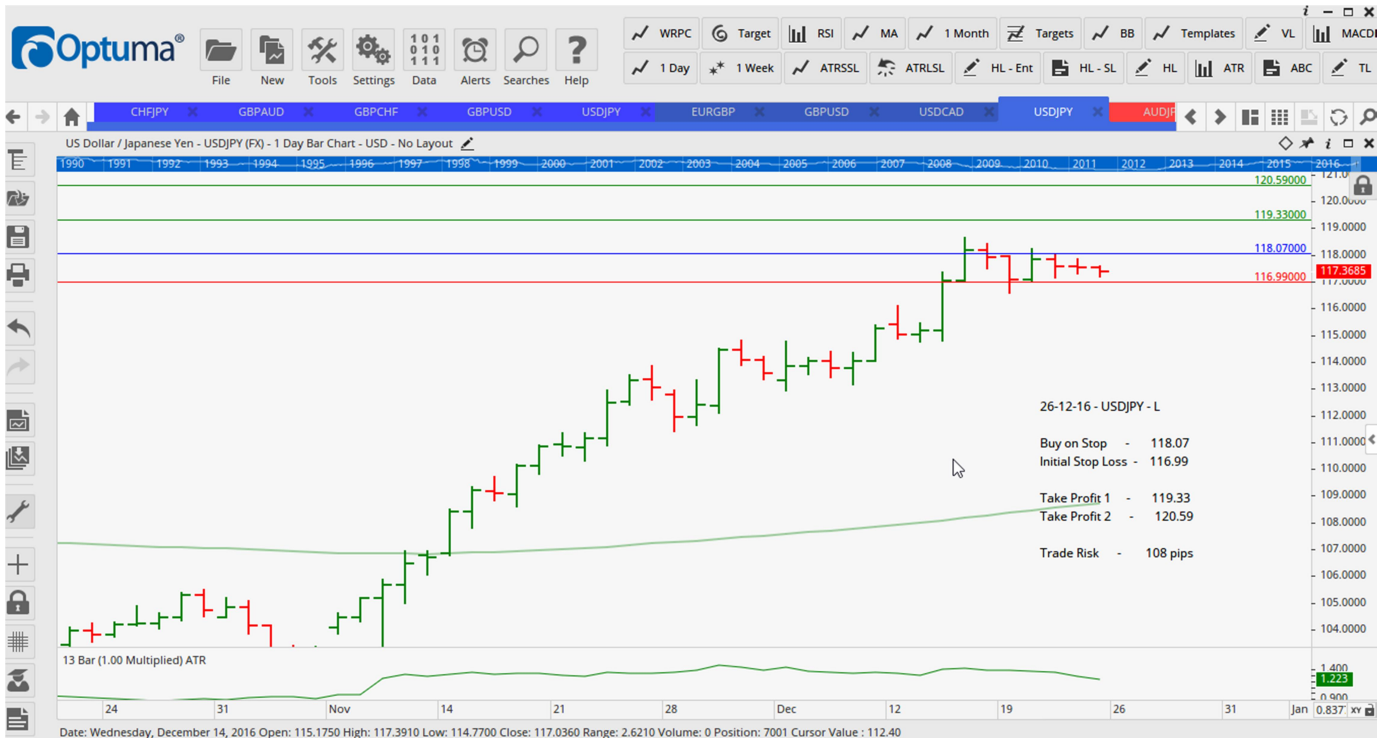 i
Optuma®
File New Tools Settings Data Alerts Searches Help
101
010
111
?
WRPC Target RSI MA 1 Month Targets BB Templates VL MACDI
1 Day 1 Week ATRSSL ATRLSL HL - Ent HL - SL HL ATR ABC TL
CHFJPY GBPAUD GBPCHF GBPUSD USDJPY EURGBP GBPUSD USDCAD USDJPY AUDJP
US Dollar / Japanese Yen - USDJPY (FX) - 1 Day Bar Chart - USD - No Layout
i
1990 1991 1992 1993 1994 1995 1996 1997 1998 1999 2000 2001 2002 2003 2004 2005 2006 2007 2008 2009 2010 2011 2012 2013 2014 2015 2016
120.59000
120.0000
119.33000
119.0000
118.07000
118.0000
117.3685
116.99000
117.0000
116.0000
115.0000
114.0000
113.0000
112.0000
111.0000
110.0000
109.0000
108.0000
107.0000
106.0000
105.0000
104.0000
26-12-16 - USDJPY - L
Buy on Stop - 118.07
Initial Stop Loss - 116.99
Take Profit 1 - 119.33
Take Profit 2 - 120.59
Trade Risk - 108 pips
13 Bar (1.00 Multiplied) ATR
1.400
1.223
0.900
24 31 Nov 14 21 28 Dec 12 19 26 31 Jan 0.837 XY
Date: Wednesday, December 14, 2016 Open: 115.1750 High: 117.3910 Low: 114.7700 Close: 117.0360 Range: 2.6210 Volume: 0 Position: 7001 Cursor Value : 112.40